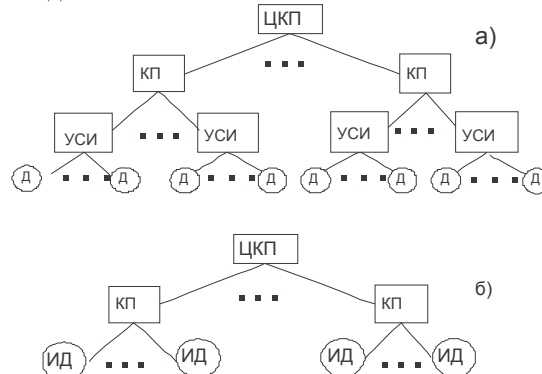 ЦКП
а)
КП КП
УСИ УСИ УСИ УСИ
Д Д Д Д Д Д Д Д
ЦКП
б)
КП КП
ИД ИД ИД ИД